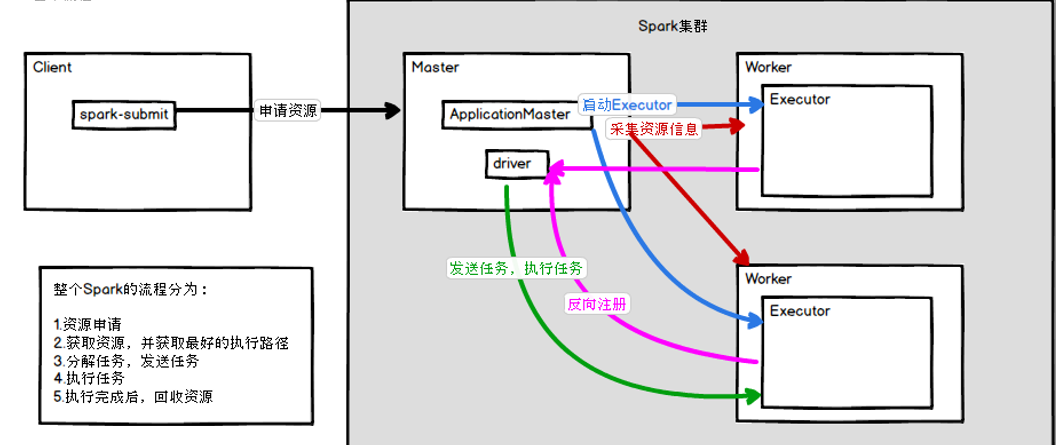 Spark集群
Client
spark-submit
申请资源
Master
ApplicationMaster
driver
启动Executor
采集资源信息
Worker
Executor
发送任务，执行任务
反向注册
Worker
Executor
整个Spark的流程分为：
1.资源申请
2.获取资源，并获取最好的执行路径
3.分解任务，发送任务
4.执行任务
5.执行完成后，回收资源